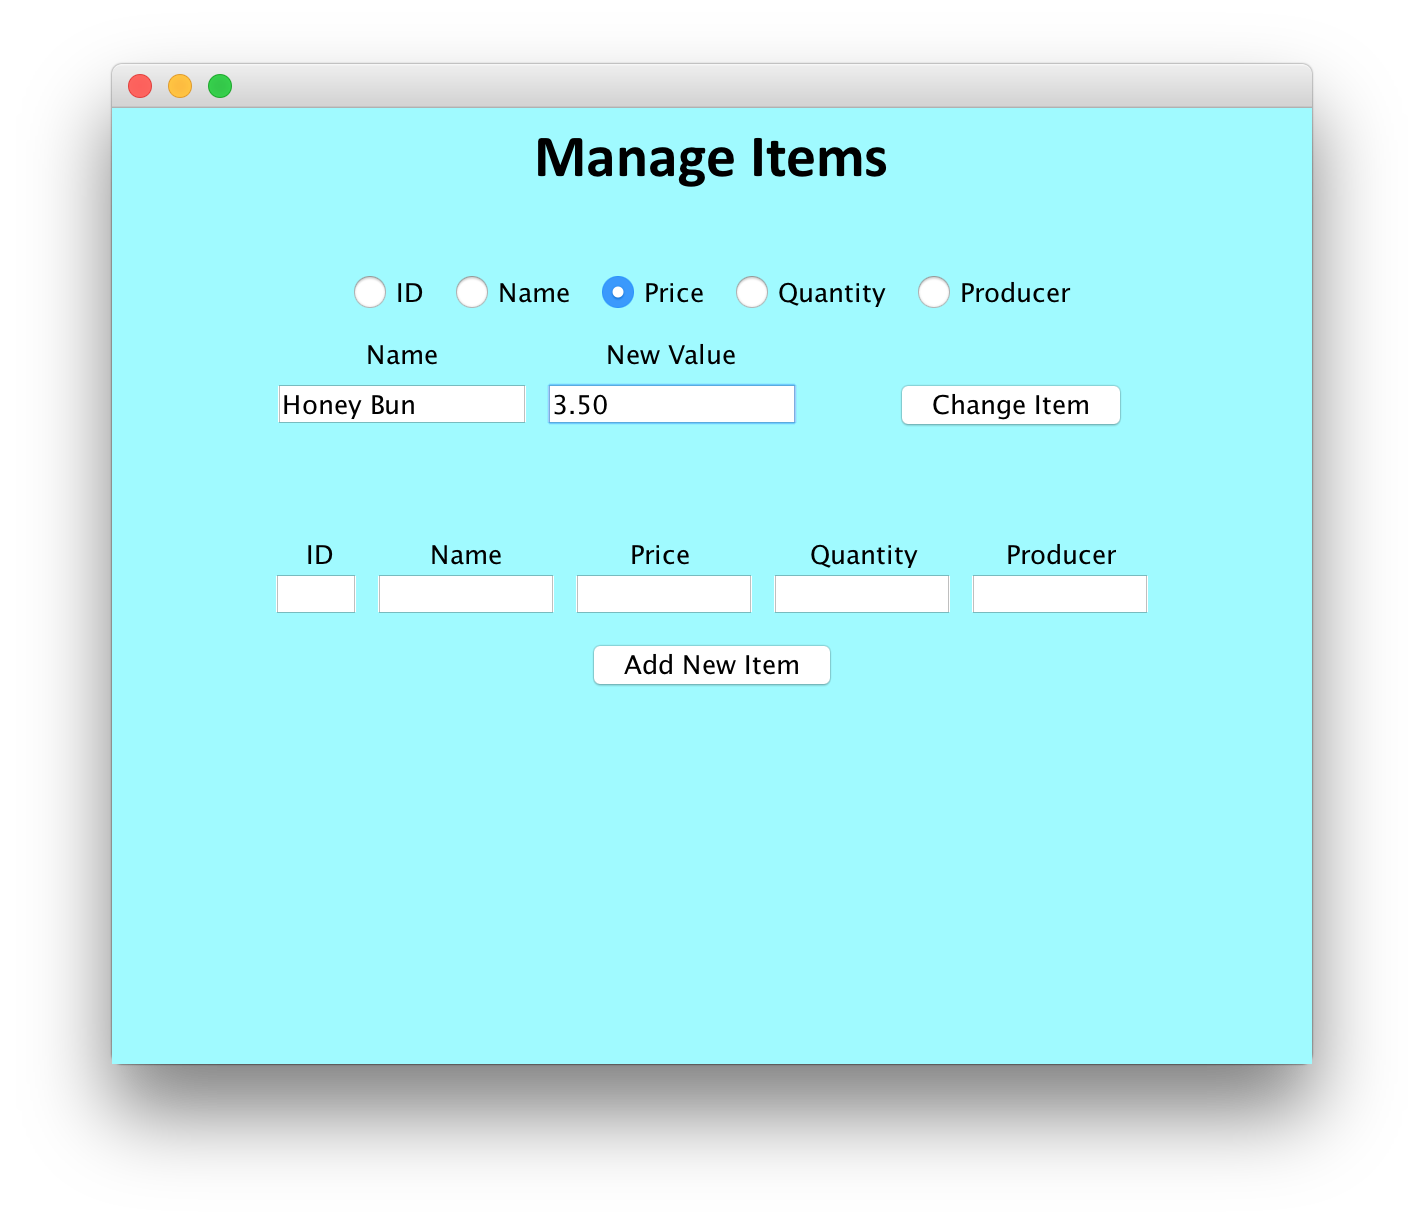 Manage Items
ID Name Price Quantity Producer
Name New Value
Honey Bun 3.50 Change Item
ID Name Price Quantity Producer
Add New Item